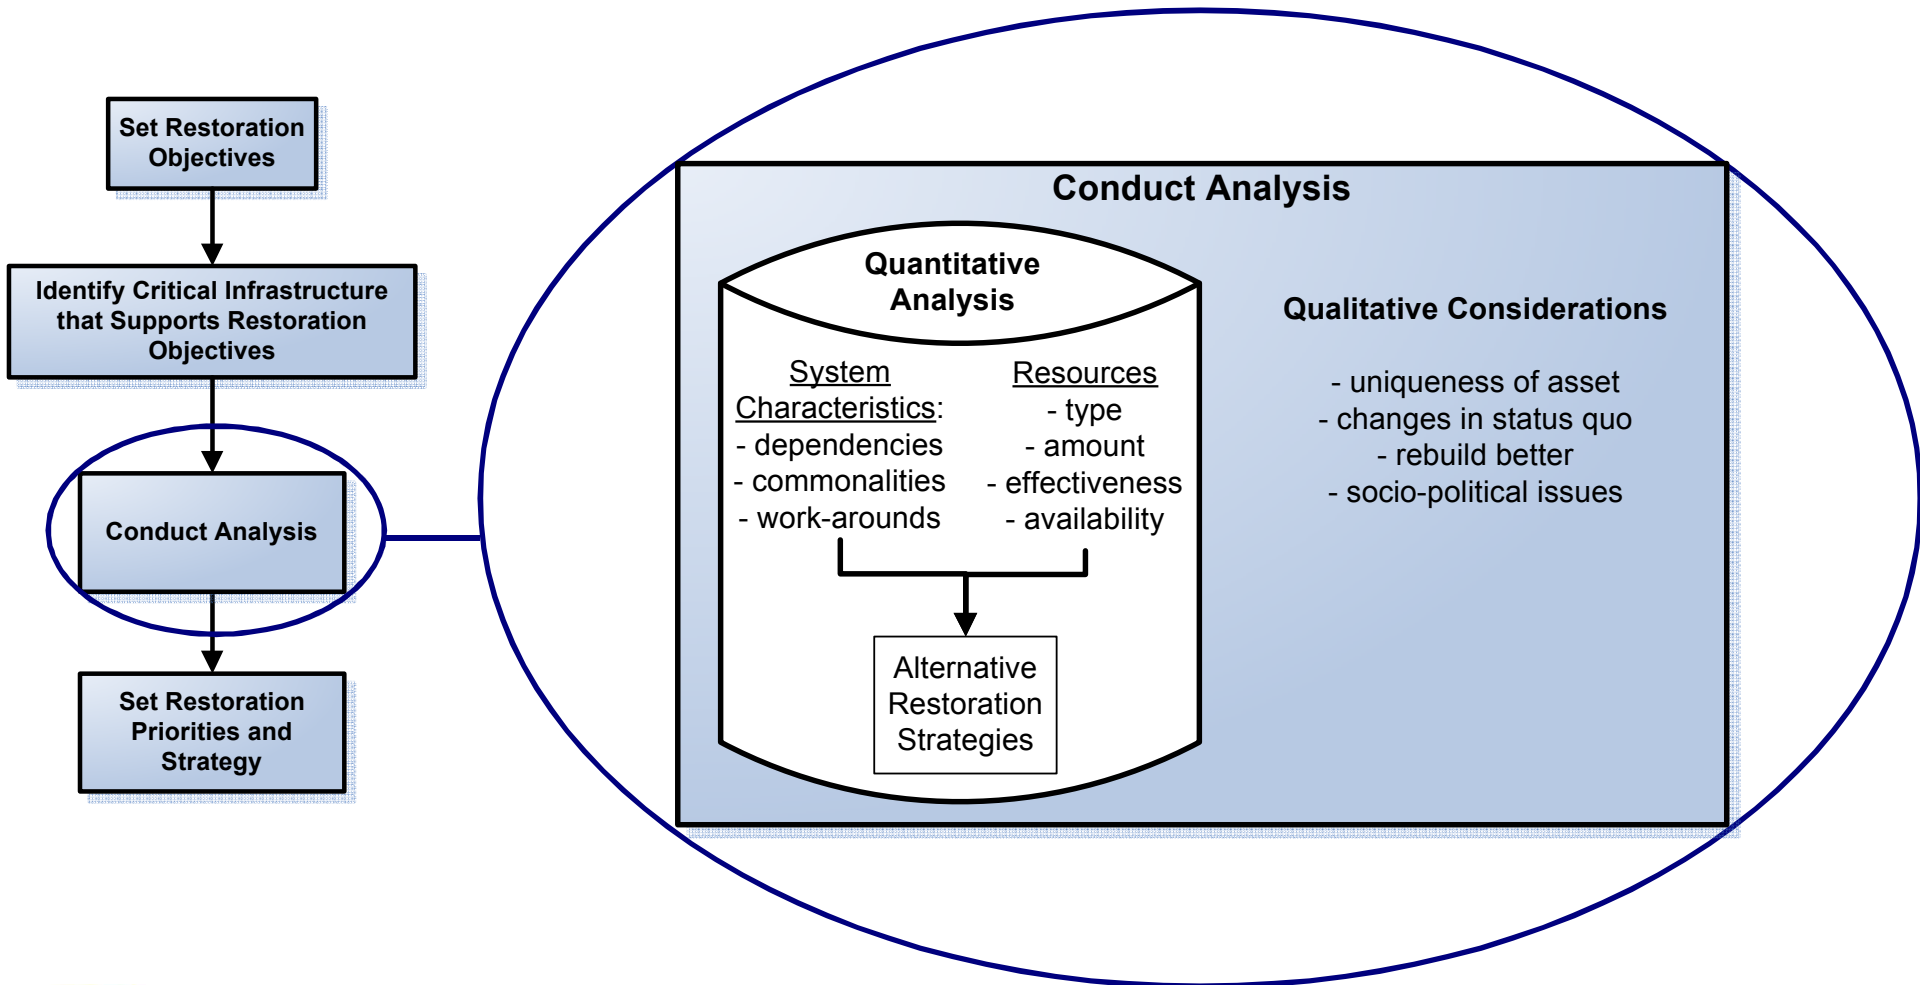 Set Restoration
Objectives
Identify Critical Infrastructure
that Supports Restoration
Objectives
Conduct Analysis
Set Restoration
Priorities and
Strategy
Conduct Analysis
Quantitative
Analysis
System
Characteristics:
- dependencies
- commonalities
- work-arounds
Resources
- type
- amount
- effectiveness
- availability
Alternative
Restoration
Strategies
Qualitative Considerations
- uniqueness of asset
- changes in status quo
- rebuild better
- socio-political issues